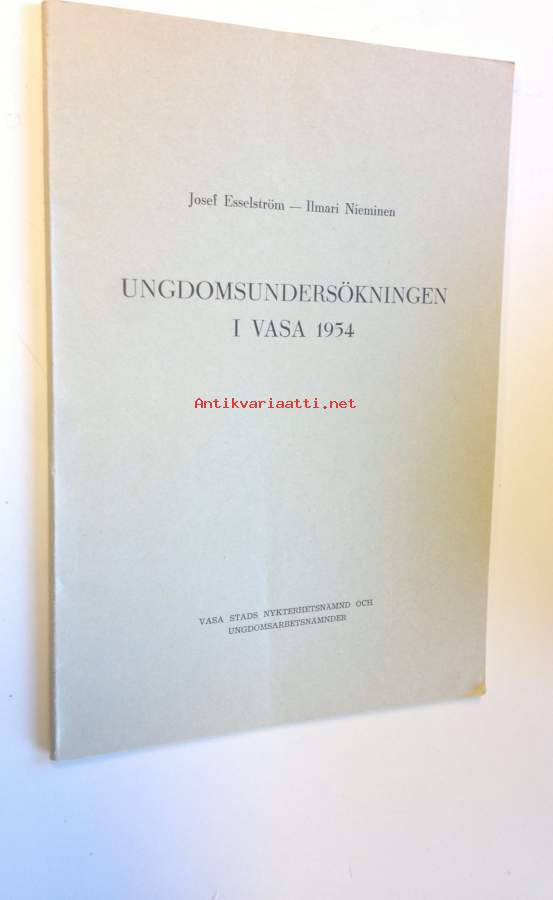 Josef Esselström — Ilmari Nieminen
UNGDOMSUNDERSÖKNINGEN
I VASA 1954
Antikvariaatti.net
VASA STADS NYKTERHETSNÄMND OCH
UNGDOMSARBETSNÄMNDER